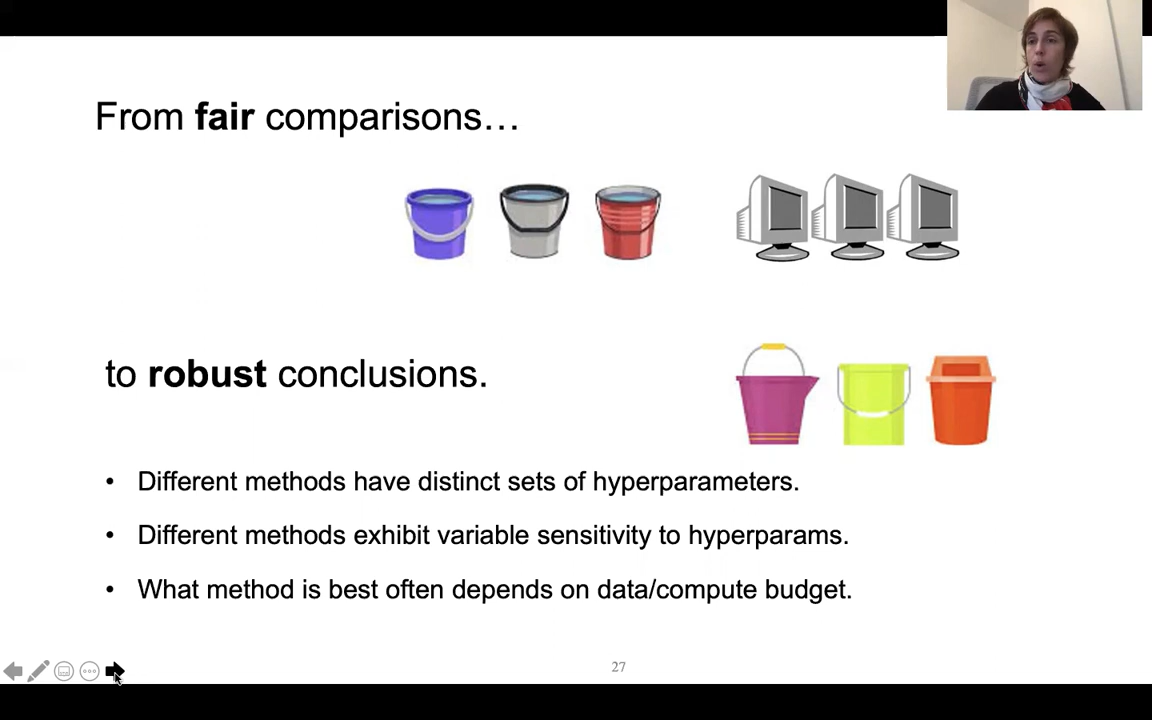 From fair comparisons…
to robust conclusions.
• Different methods have distinct sets of hyperparameters.
• Different methods exhibit variable sensitivity to hyperparams.
• What method is best often depends on data/compute budget.
27